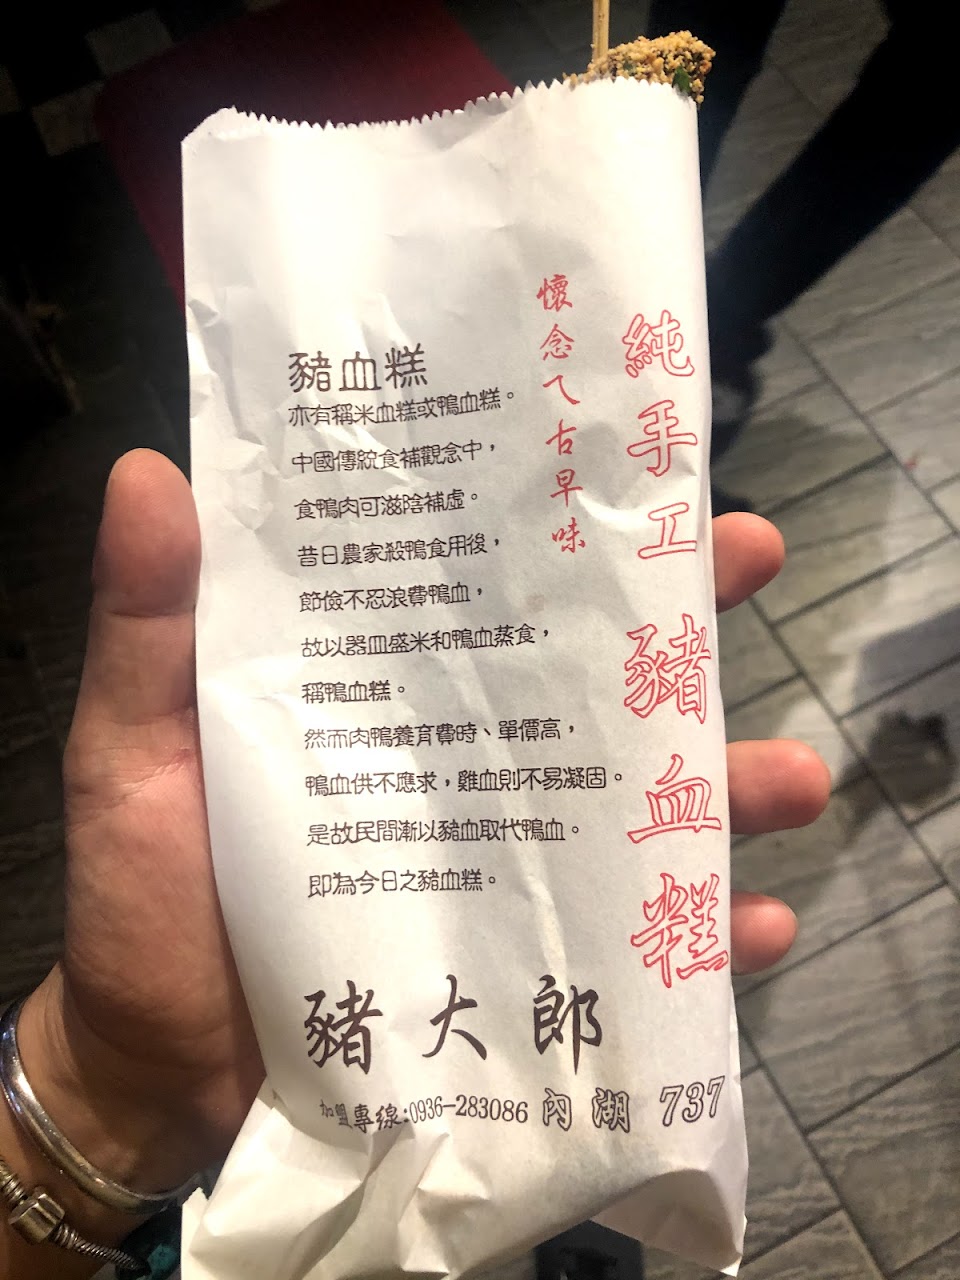 純手工 豬血糕
懷念ㄟ古早味
豬血糕
亦有稱米血糕或鴨血糕。
中國傳統食補觀念中，
食鴨肉可滋陰補虛。
昔日農家殺鴨食用後，
節儉不忍浪費鴨血，
故以器皿盛米和鴨血蒸食，
稱鴨血糕。
然而肉鴨養育費時、單價高，
鴨血供不應求，雞血則不易凝固。
是故民間漸以豬血取代鴨血。
即為今日之豬血糕。
豬大郎
加盟專線:0936-283086 內湖 737